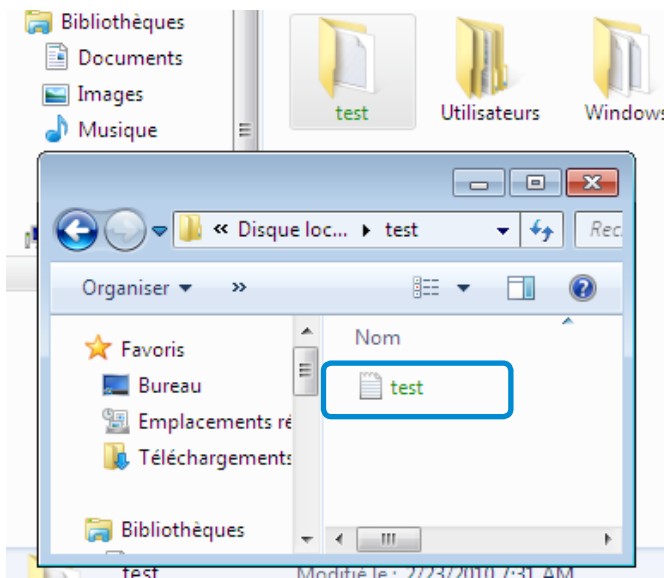 Bibliothèques
Documents
Images
Musique
test
Utilisateurs
Windows
« Disque loc... ▸ test
Rec
Organiser
»
Favoris
Bureau
Emplacements ré
Téléchargements
Bibliothèques
Nom
test
test
Modifié le : 2/23/2010 7:31 AM